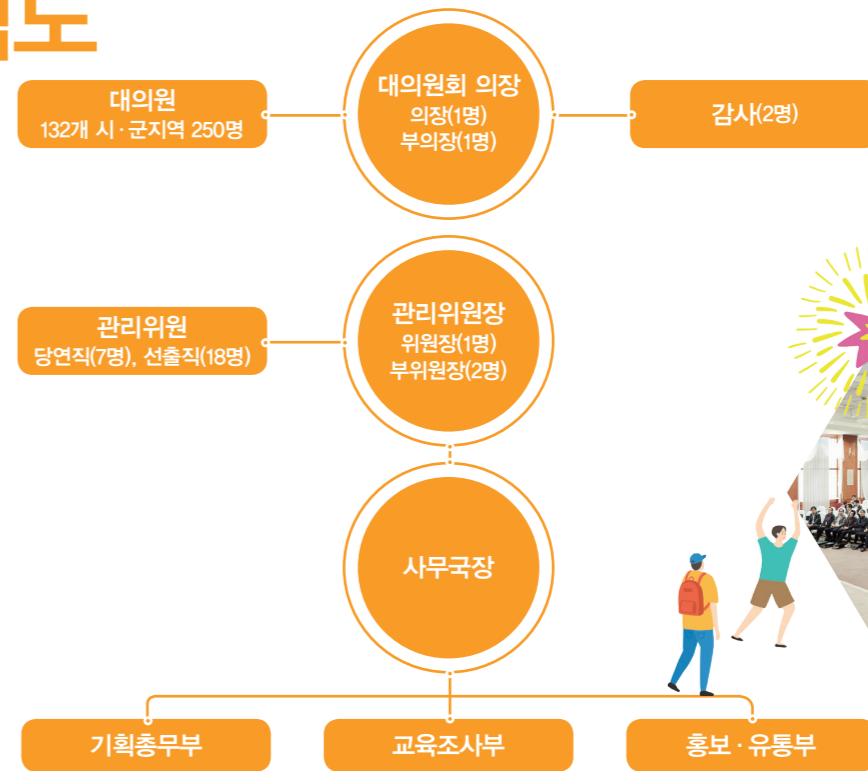 대의원
132개 시·군지역 250명
대의원회 의장
의장(1명)
부의장(1명)
감사(2명)
관리위원
당연직(7명), 선출직(18명)
관리위원장
위원장(1명)
부위원장(2명)
사무국장
기획총무부
교육조사부
홍보·유통부